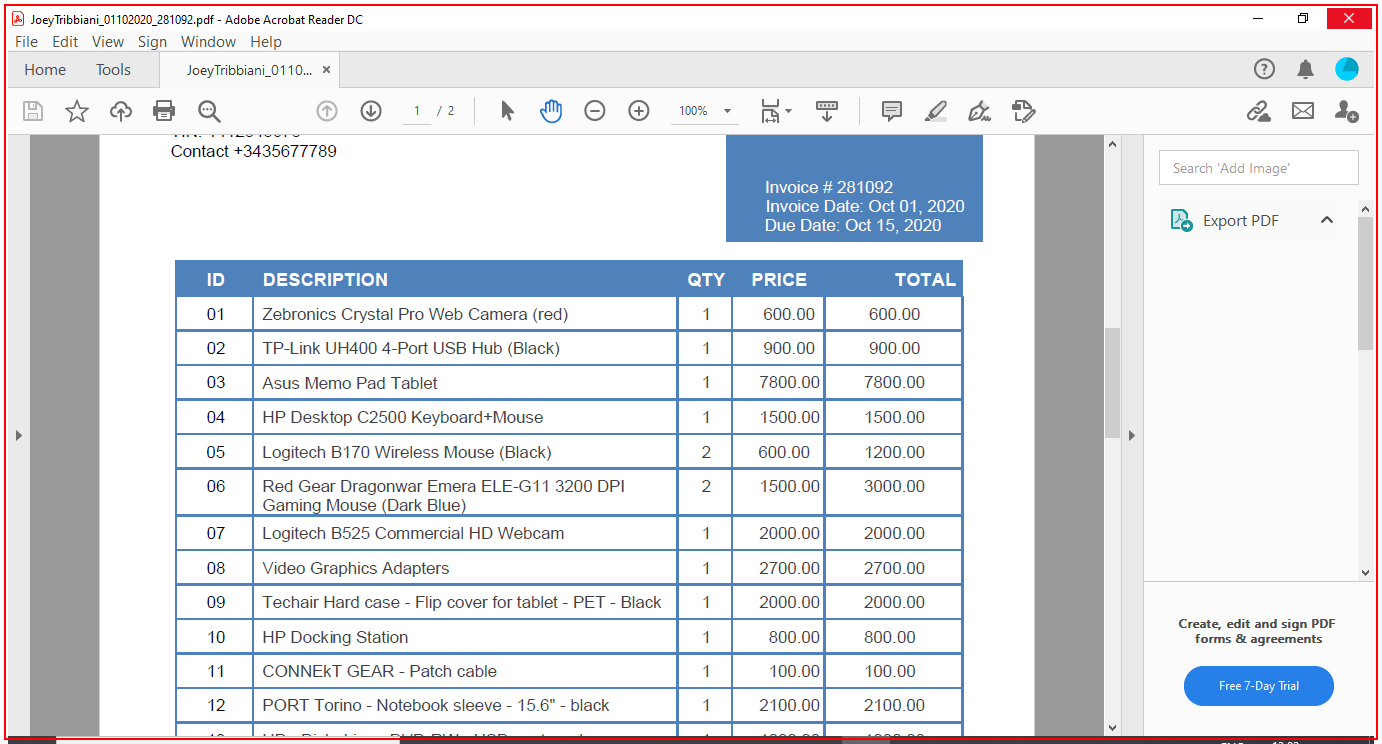 JoeyTribbiani_01102020_281092.pdf - Adobe Acrobat Reader DC
File Edit View Sign Window Help
Home Tools JoeyTribbiani_0110... ×
1 / 2 100%
Contact +3435677789
Invoice # 281092
Invoice Date: Oct 01, 2020
Due Date: Oct 15, 2020
Search 'Add Image'
Export PDF
ID DESCRIPTION QTY PRICE TOTAL
01 Zebronics Crystal Pro Web Camera (red) 1 600.00 600.00
02 TP-Link UH400 4-Port USB Hub (Black) 1 900.00 900.00
03 Asus Memo Pad Tablet 1 7800.00 7800.00
04 HP Desktop C2500 Keyboard+Mouse 1 1500.00 1500.00
05 Logitech B170 Wireless Mouse (Black) 2 600.00 1200.00
06 Red Gear Dragonwar Emera ELE-G11 3200 DPI 2 1500.00 3000.00
Gaming Mouse (Dark Blue)
07 Logitech B525 Commercial HD Webcam 1 2000.00 2000.00
08 Video Graphics Adapters 1 2700.00 2700.00
09 Techair Hard case - Flip cover for tablet - PET - Black 1 2000.00 2000.00
10 HP Docking Station 1 800.00 800.00
11 CONNEkT GEAR - Patch cable 1 100.00 100.00
12 PORT Torino - Notebook sleeve - 15.6" - black 1 2100.00 2100.00
Create, edit and sign PDF
forms & agreements
Free 7-Day Trial